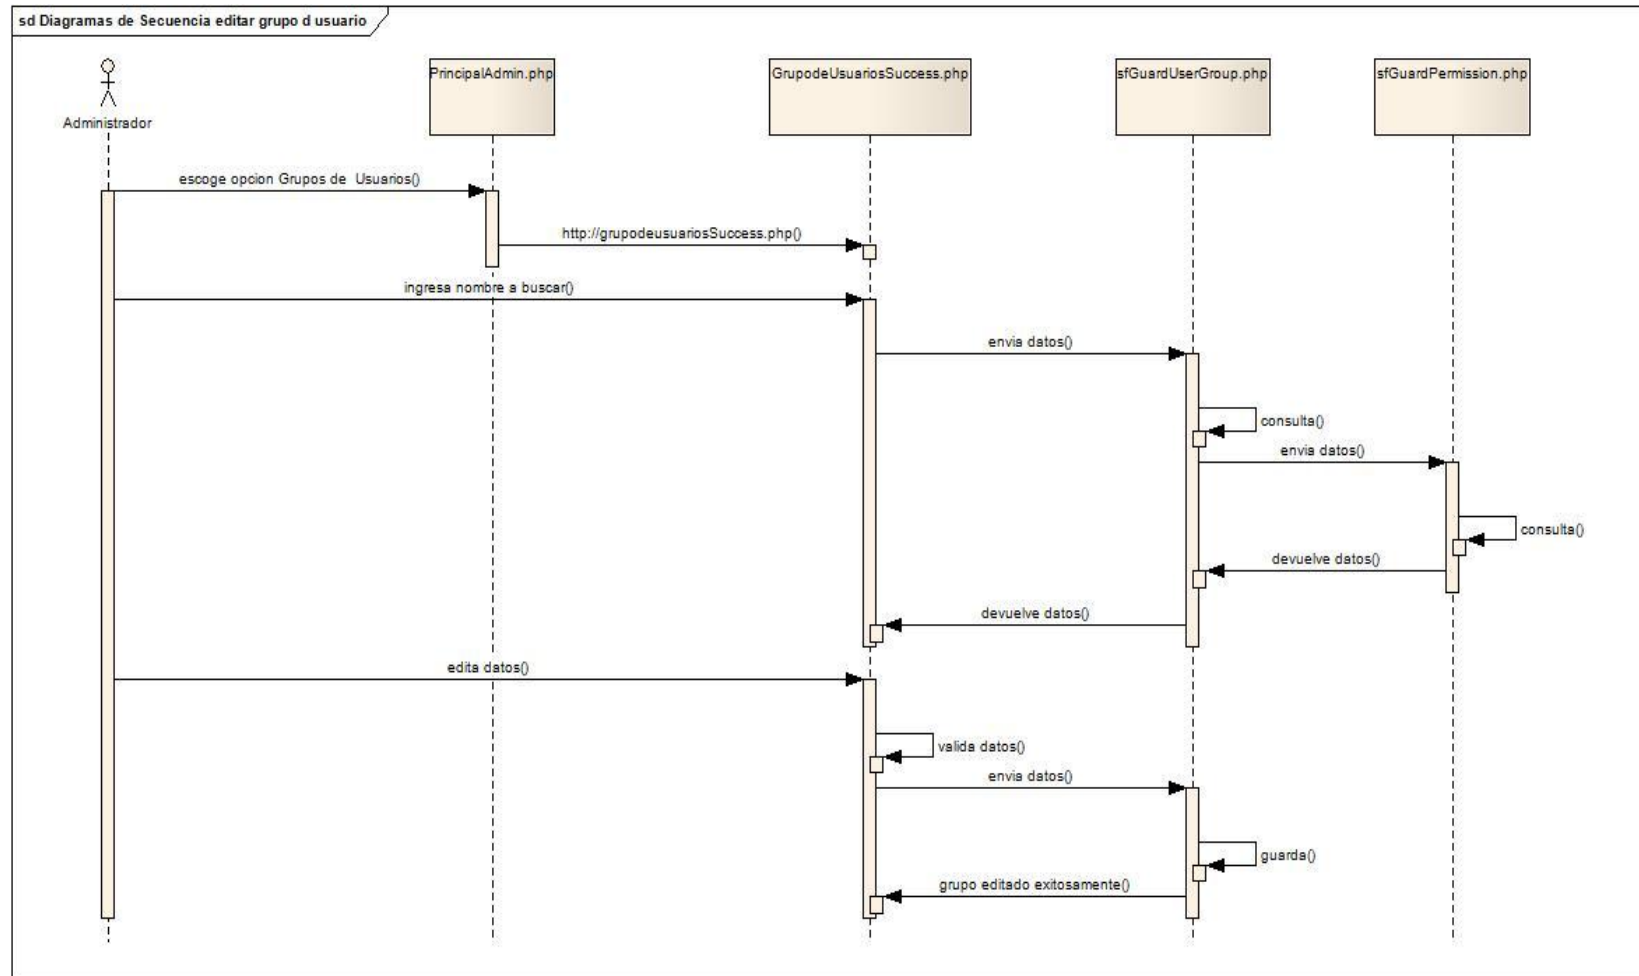 sd Diagramas de Secuencia editar grupo d usuario
PrincipalAdmin.php
GrupodeUsuariosSuccess.php
sfGuardUserGroup.php
sfGuardPermission.php
Administrador
escoge opcion Grupos de  Usuarios()
http://grupodeusuariosSuccess.php()
ingresa nombre a buscar()
envia datos()
consulta()
envia datos()
consulta()
devuelve datos()
devuelve datos()
edita datos()
valida datos()
envia datos()
guarda()
grupo editado exitosamente()